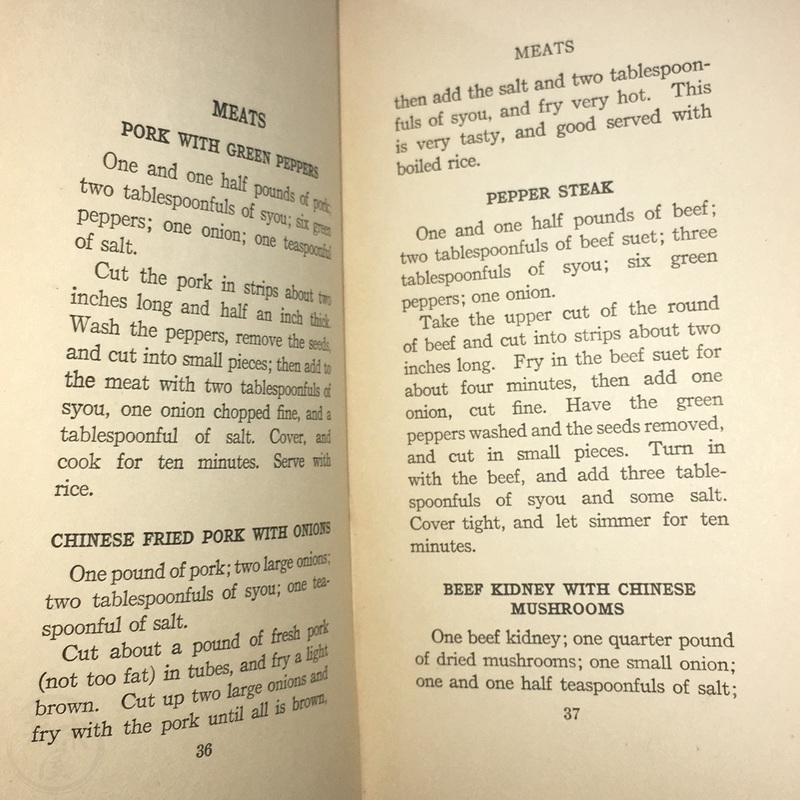 MEATS
PORK WITH GREEN PEPPERS
One and one half pounds of pork;
two tablespoonfuls of syou; six green
peppers; one onion; one teaspoonful
of salt.
Cut the pork in strips about two
inches long and half an inch thick.
Wash the peppers, remove the seeds,
and cut into small pieces; then add to
the meat with two tablespoonfuls of
syou, one onion chopped fine, and a
tablespoonful of salt. Cover, and
cook for ten minutes. Serve with
rice.
CHINESE FRIED PORK WITH ONIONS
One pound of pork; two large onions;
two tablespoonfuls of syou; one tea-
spoonful of salt.
Cut about a pound of fresh pork
(not too fat) in tubes, and fry a light
brown. Cut up two large onions and
fry with the pork until all is brown,
36
MEATS
then add the salt and two tablespoon-
fuls of syou, and fry very hot. This
is very tasty, and good served with
boiled rice.
PEPPER STEAK
One and one half pounds of beef;
two tablespoonfuls of beef suet; three
tablespoonfuls of syou; six green
peppers; one onion.
Take the upper cut of the round
of beef and cut into strips about two
inches long. Fry in the beef suet for
about four minutes, then add one
onion, cut fine. Have the green
peppers washed and the seeds removed,
and cut in small pieces. Turn in
with the beef, and add three table-
spoonfuls of syou and some salt.
Cover tight, and let simmer for ten
minutes.
BEEF KIDNEY WITH CHINESE
MUSHROOMS
One beef kidney; one quarter pound
of dried mushrooms; one small onion;
one and one half teaspoonfuls of salt;
37